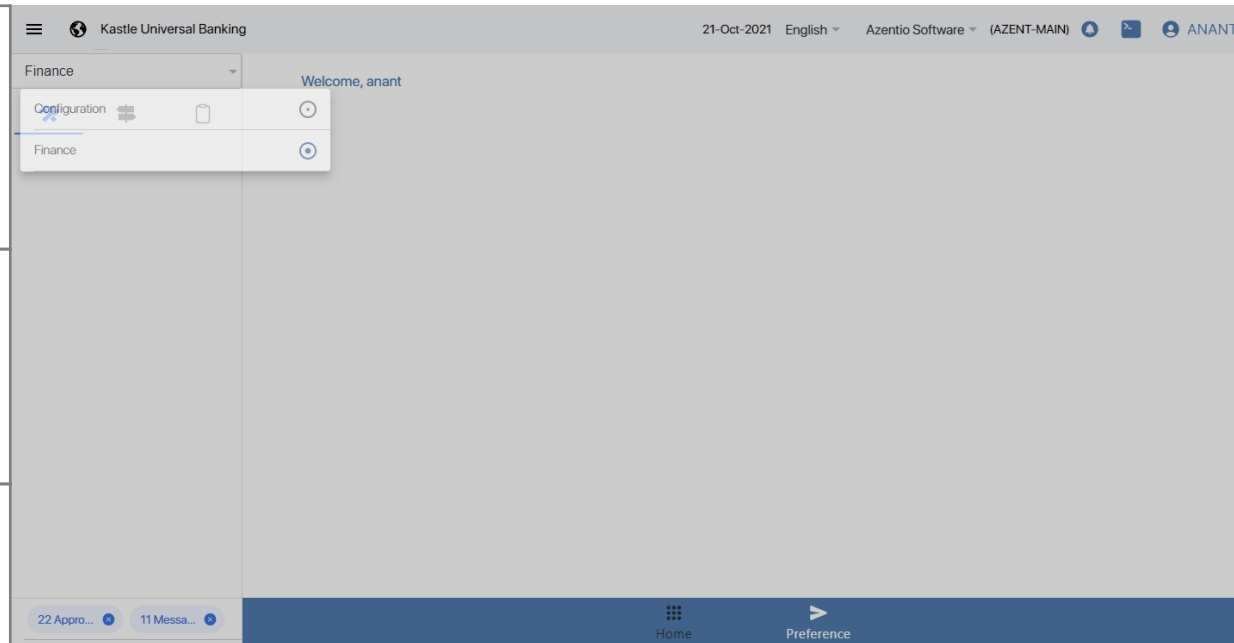 Kastle Universal Banking 21-Oct-2021 English Azentio Software (AZENT-MAIN) ANANT
Finance
Welcome, anant
Configuration
Finance
22 Appro... 11 Messa...
Home Preference